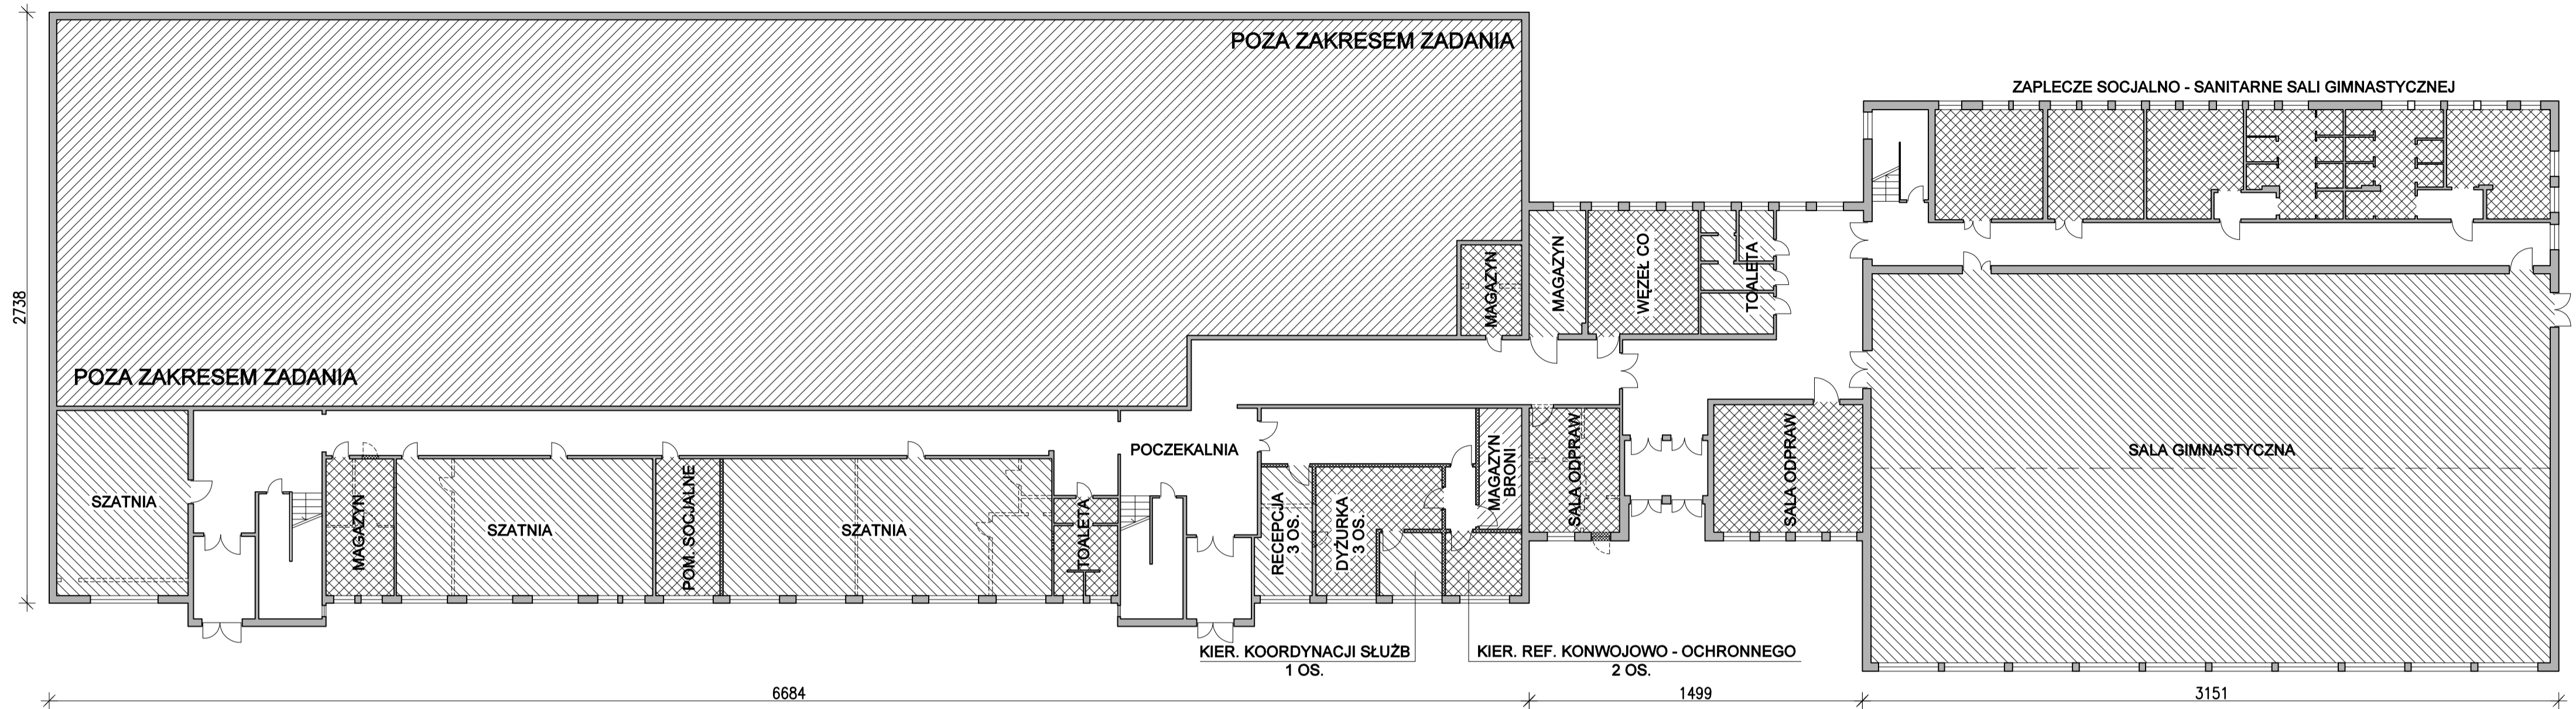 POZA ZAKRESEM ZADANIA
ZAPLECZE SOCJALNO - SANITARNE SALI GIMNASTYCZNEJ
2738
MAGAZYN
MAGAZYN
WĘZEŁ CO
TOALETA
POZA ZAKRESEM ZADANIA
SZATNIA
MAGAZYN
SZATNIA
POM. SOCJALNE
SZATNIA
TOALETA
POCZEKALNIA
RECEPCJA
3 OS.
DYŻURKA
3 OS.
MAGAZYN
BRONI
SALA ODPRAW
SALA ODPRAW
SALA GIMNASTYCZNA
KIER. KOORDYNACJI SŁUŻB
1 OS.
KIER. REF. KONWOJOWO - OCHRONNEGO
2 OS.
6684
1499
3151